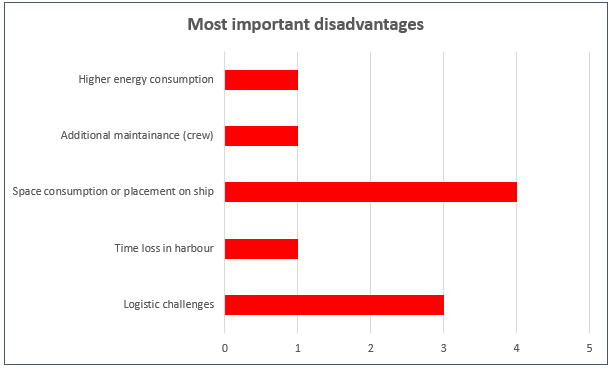 Most important disadvantages
Higher energy consumption
Additional maintainance (crew)
Space consumption or placement on ship
Time loss in harbour
Logistic challenges
0 1 2 3 4 5